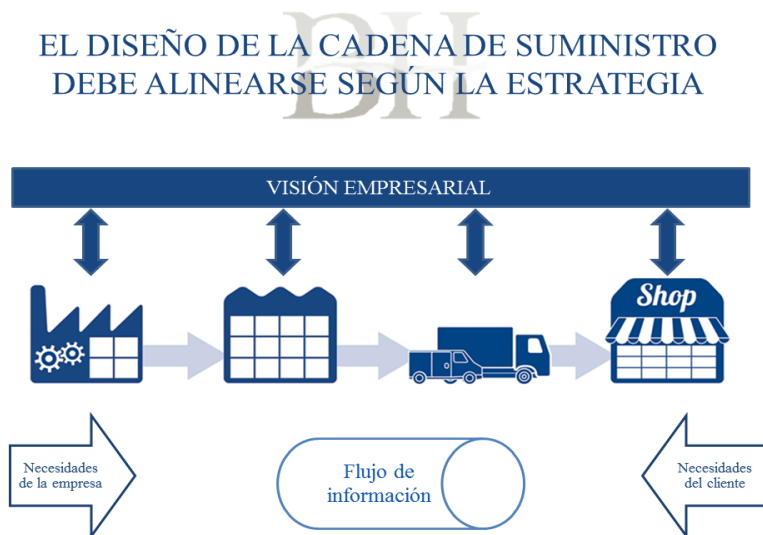 BH
EL DISEÑO DE LA CADENA DE SUMINISTRO
DEBE ALINEARSE SEGÚN LA ESTRATEGIA
VISIÓN EMPRESARIAL
Shop
Necesidades
de la empresa
Flujo de
información
Necesidades
del cliente